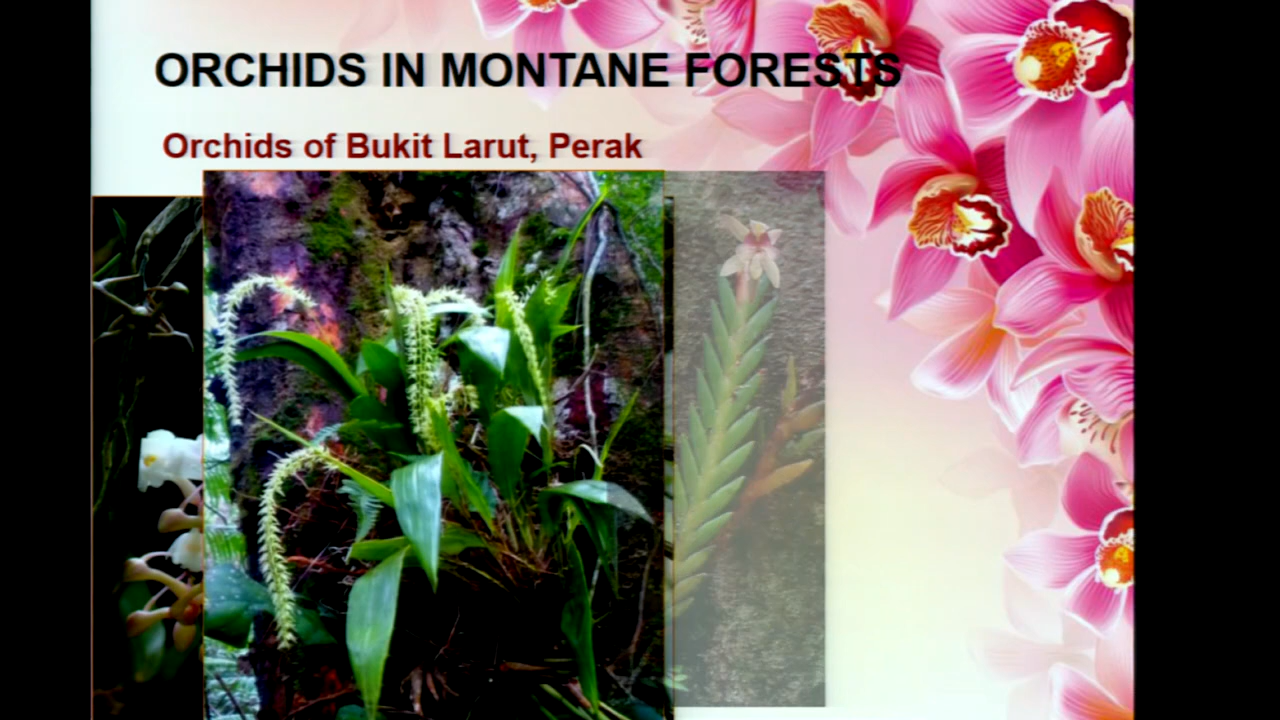 ORCHIDS IN MONTANE FORESTS
Orchids of Bukit Larut, Perak